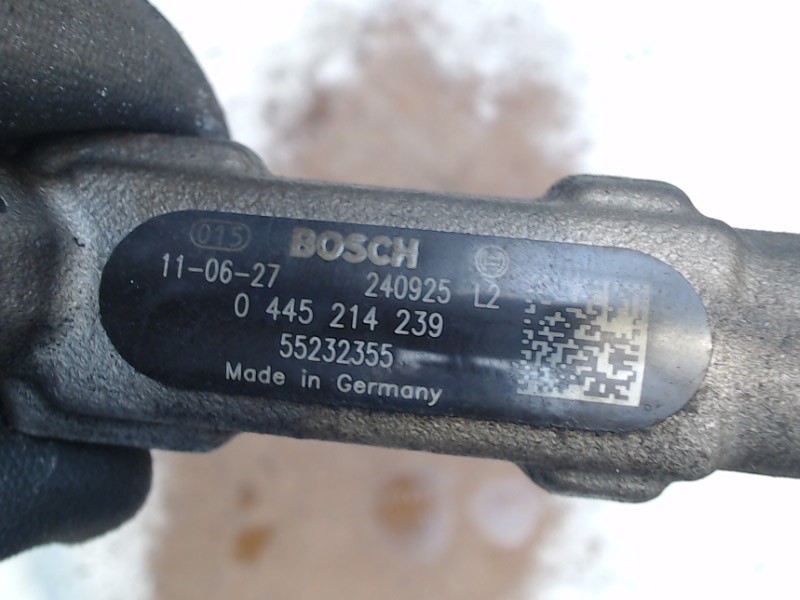 015 BOSCH
11-06-27 240925 L2
0 445 214 239
55232355
Made in Germany